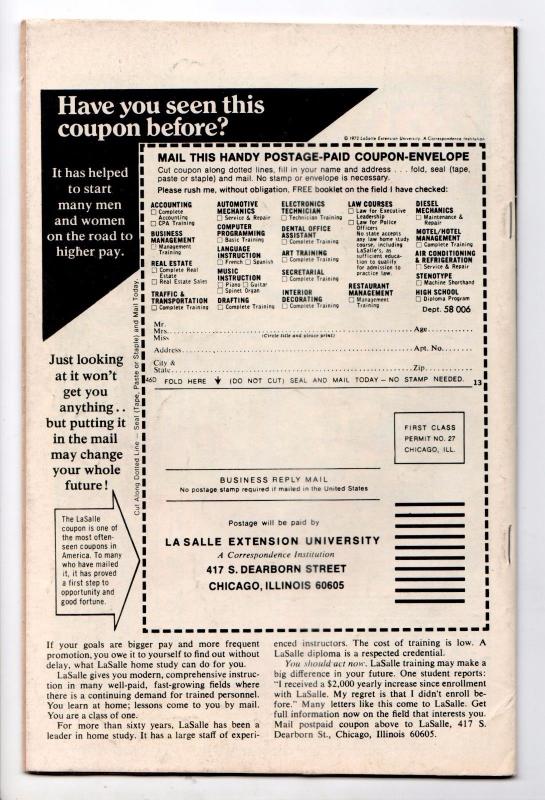 Have you seen this
coupon before?
© 1972 LaSalle Extension University, A Correspondence Institution
It has helped
to start
many men
and women
on the road to
higher pay.
MAIL THIS HANDY POSTAGE-PAID COUPON-ENVELOPE
Cut coupon along dotted lines, fill in your name and address . . . fold, seal (tape,
paste or staple) and mail. No stamp or envelope is necessary.
Please rush me, without obligation, FREE booklet on the field I have checked:
ACCOUNTING
☐ Complete
Accounting
☐ CPA Training
BUSINESS
MANAGEMENT
☐ Management
Training
REAL ESTATE
☐ Complete Real
Estate
☐ Real Estate Sales
TRAFFIC &
TRANSPORTATION
☐ Complete Training
AUTOMOTIVE
MECHANICS
☐ Service & Repair
COMPUTER
PROGRAMMING
☐ Basic Training
LANGUAGE
INSTRUCTION
☐ French ☐ Spanish
MUSIC
INSTRUCTION
☐ Piano ☐ Guitar
☐ Spinet Organ
DRAFTING
☐ Complete Training
ELECTRONICS
TECHNICIAN
☐ Technician Training
DENTAL OFFICE
ASSISTANT
☐ Complete Training
ART TRAINING
☐ Complete Training
SECRETARIAL
☐ Complete Training
INTERIOR
DECORATING
☐ Complete Training
LAW COURSES
☐ Law for Executive
Leadership
☐ Law for Police
Officers
No state accepts
any law home study
course, including
LaSalle's, as
sufficient educa-
tion to qualify
for admission to
practice law.
RESTAURANT
MANAGEMENT
☐ Management
Training
DIESEL
MECHANICS
☐ Maintenance &
Repair
MOTEL/HOTEL
MANAGEMENT
☐ Complete Training
AIR CONDITIONING
& REFRIGERATION
☐ Service & Repair
STENOTYPE
☐ Machine Shorthand
HIGH SCHOOL
☐ Diploma Program
Dept. 58 006
Mr.
Mrs.
Miss
(Circle title and please print)
Age
Address
Apt. No.
City &
State
Zip
46D FOLD HERE (DO NOT CUT) SEAL AND MAIL TODAY – NO STAMP NEEDED. 13
Cut Along Dotted Line — Seal (Tape, Paste or Staple) and Mail Today
Just looking
at it won't
get you
anything . .
but putting it
in the mail
may change
your whole
future!
The LaSalle
coupon is one of
the most often-
seen coupons in
America. To many
who have mailed
it, it has proved
a first step to
opportunity and
good fortune.
FIRST CLASS
PERMIT NO. 27
CHICAGO, ILL.
BUSINESS REPLY MAIL
No postage stamp required if mailed in the United States
Postage will be paid by
LA SALLE EXTENSION UNIVERSITY
A Correspondence Institution
417 S. DEARBORN STREET
CHICAGO, ILLINOIS 60605
If your goals are bigger pay and more frequent
promotion, you owe it to yourself to find out without
delay, what LaSalle home study can do for you.
LaSalle gives you modern, comprehensive instruc-
tion in many well-paid, fast-growing fields where
there is a continuing demand for trained personnel.
You learn at home; lessons come to you by mail.
You are a class of one.
For more than sixty years, LaSalle has been a
leader in home study. It has a large staff of experi-
enced instructors. The cost of training is low. A
LaSalle diploma is a respected credential.
You should act now. LaSalle training may make a
big difference in your future. One student reports:
"I received a $2,000 yearly increase since enrollment
with LaSalle. My regret is that I didn't enroll be-
fore." Many letters like this come to LaSalle. Get
full information now on the field that interests you.
Mail postpaid coupon above to LaSalle, 417 S.
Dearborn St., Chicago, Illinois 60605.